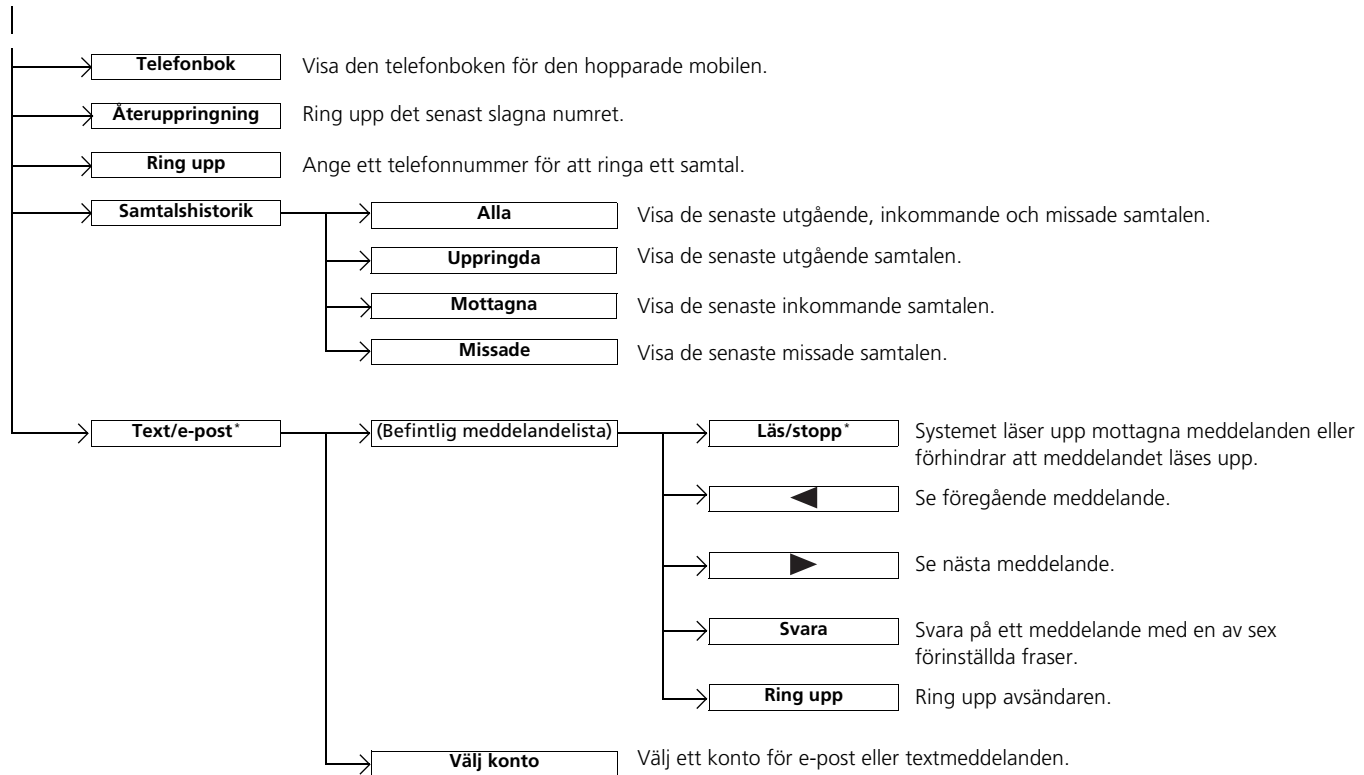 Telefonbok Visa den telefonboken för den hopparade mobilen.
Återuppringning Ring upp det senast slagna numret.
Ring upp Ange ett telefonnummer för att ringa ett samtal.
Samtalshistorik Alla Visa de senaste utgående, inkommande och missade samtalen.
Uppringda Visa de senaste utgående samtalen.
Mottagna Visa de senaste inkommande samtalen.
Missade Visa de senaste missade samtalen.
Text/e-post* (Befintlig meddelandelista) Läs/stopp* Systemet läser upp mottagna meddelanden eller
förhindrar att meddelandet läses upp.
◄ Se föregående meddelande.
► Se nästa meddelande.
Svara Svara på ett meddelande med en av sex
förinställda fraser.
Ring upp Ring upp avsändaren.
Välj konto Välj ett konto för e-post eller textmeddelanden.